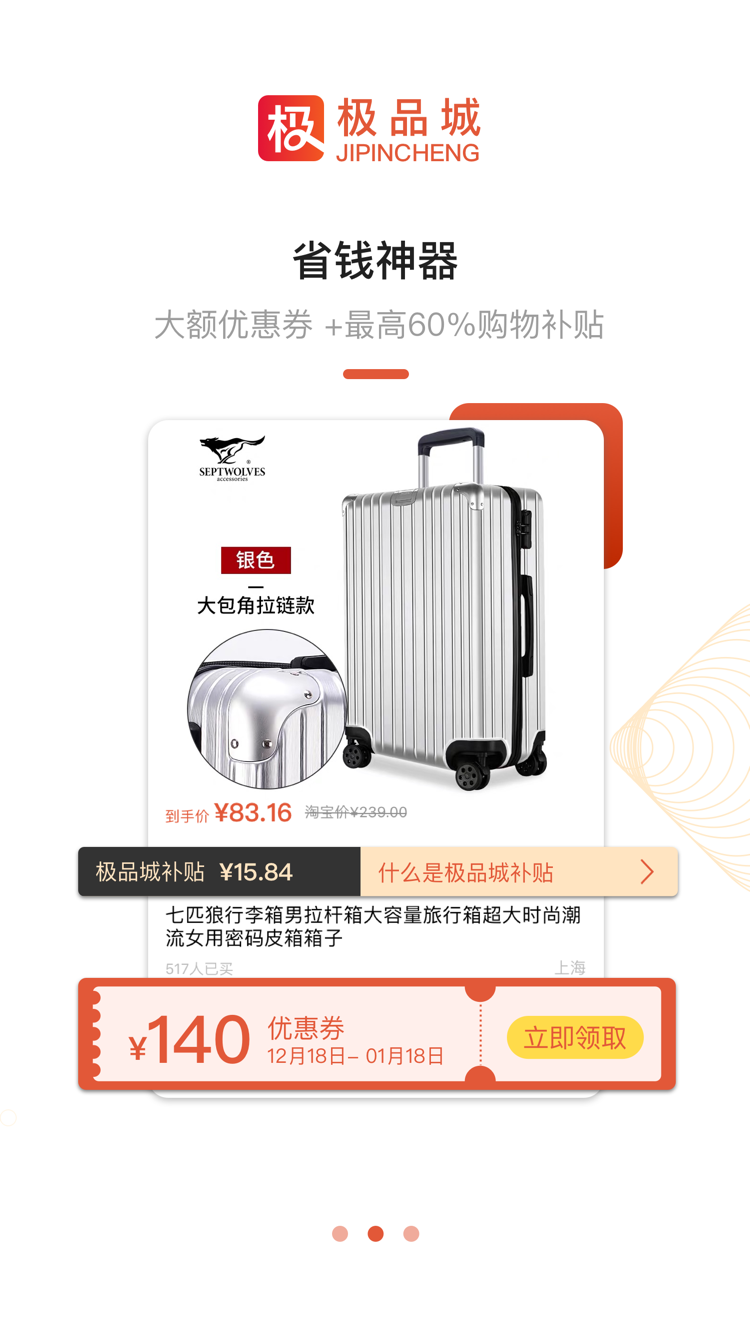 极
极品城
JIPINCHENG
省钱神器
大额优惠券 +最高60%购物补贴
SEPTWOLVES
accessories
银色
大包角拉链款
到手价 ¥83.16 淘宝价¥239.00
极品城补贴 ¥15.84 什么是极品城补贴
七匹狼行李箱男拉杆箱大容量旅行箱超大时尚潮
流女用密码皮箱箱子
517人已买 上海
¥140 优惠券 立即领取
12月18日- 01月18日